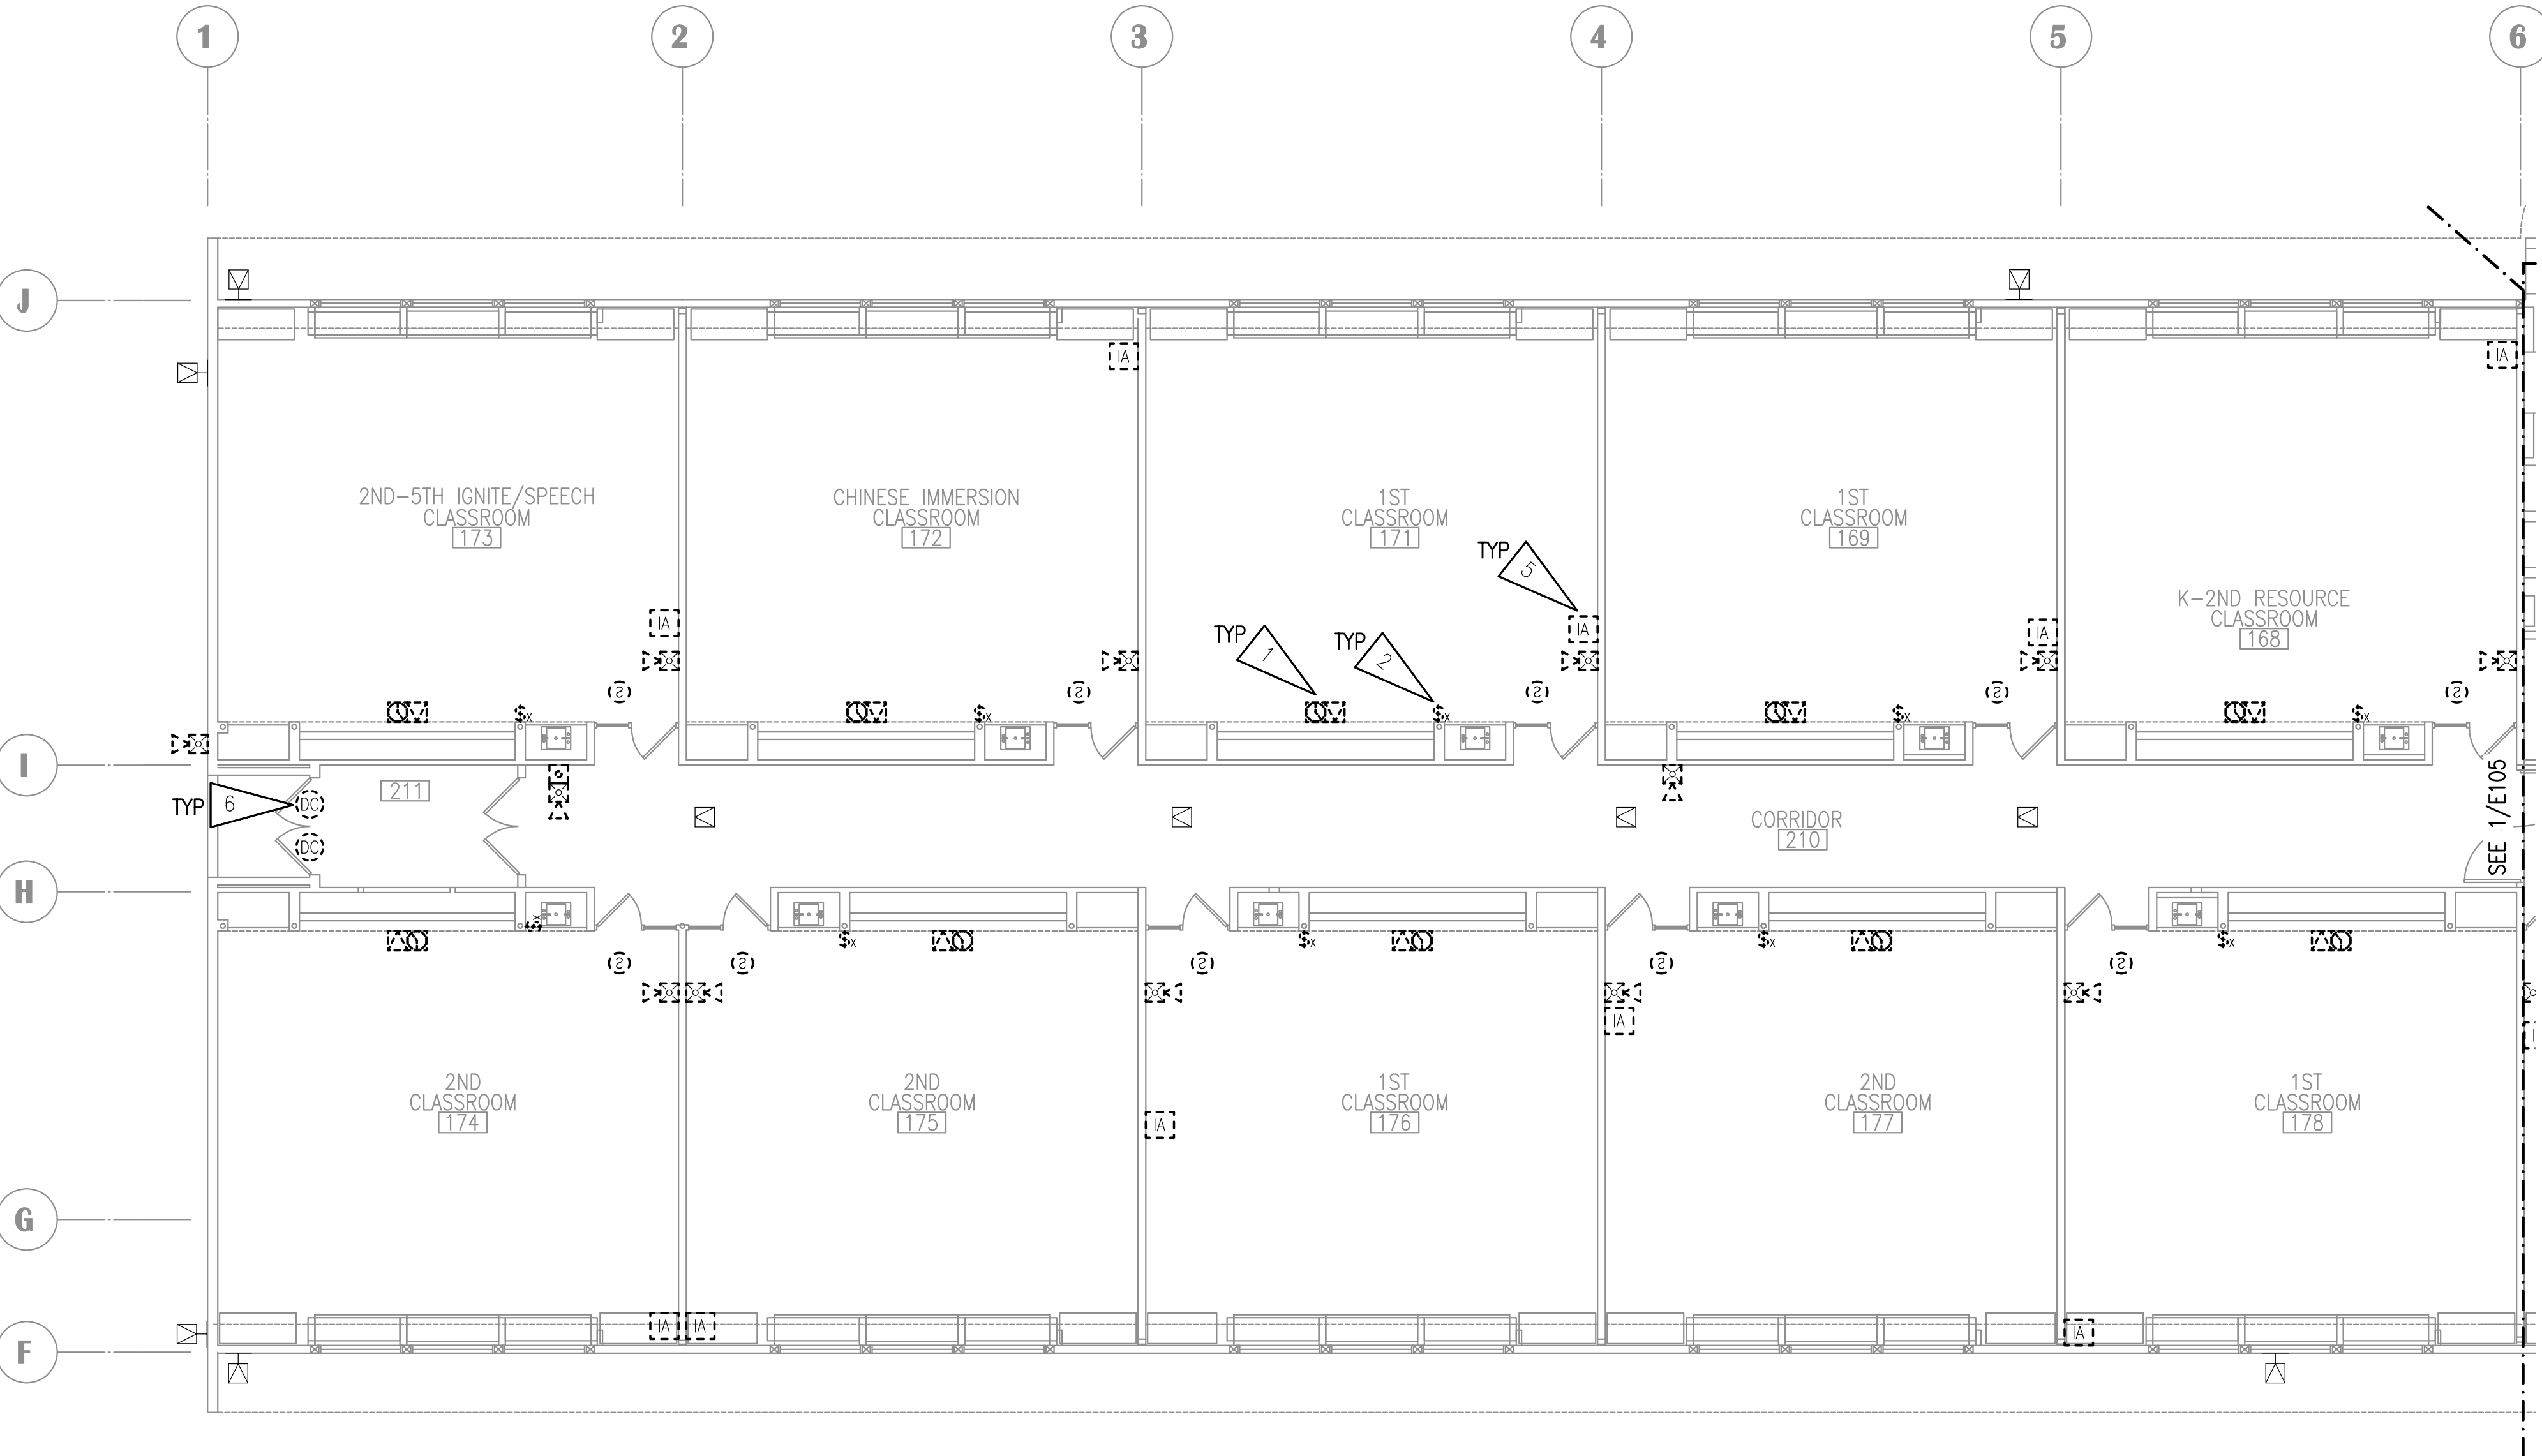 1 2 3 4 5 6
J
IA IA
2ND-5TH IGNITE/SPEECH
CLASSROOM
173
CHINESE IMMERSION
CLASSROOM
172
1ST
CLASSROOM
171
1ST
CLASSROOM
169
K-2ND RESOURCE
CLASSROOM
168
TYP 5
IA IA IA
TYP 1
TYP 2
S S S S S
$x $x $x $x $x
I
TYP 6
DC
DC
211
CORRIDOR
210
SEE 1/E105
H
$x $x $x $x $x
S S S S S
IA
2ND
CLASSROOM
174
2ND
CLASSROOM
175
1ST
CLASSROOM
176
2ND
CLASSROOM
177
1ST
CLASSROOM
178
IA
G
IA IA IA
F